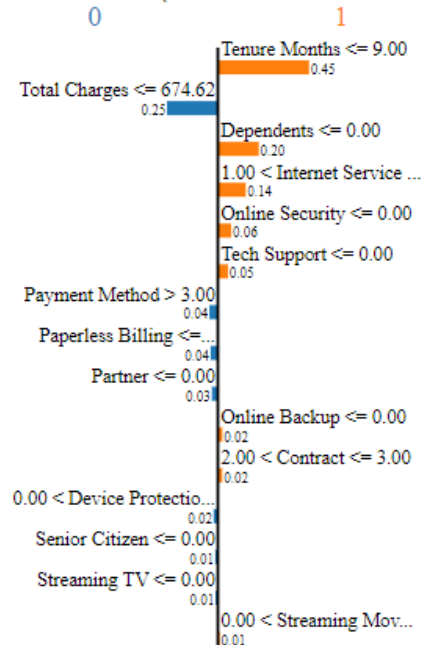 0 1
Tenure Months <= 9.00
0.45
Total Charges <= 674.62
0.25
Dependents <= 0.00
0.20
1.00 < Internet Service ...
0.14
Online Security <= 0.00
0.06
Tech Support <= 0.00
0.05
Payment Method > 3.00
0.04
Paperless Billing <=...
0.04
Partner <= 0.00
0.03
Online Backup <= 0.00
0.02
2.00 < Contract <= 3.00
0.02
0.00 < Device Protectio...
0.02
Senior Citizen <= 0.00
0.01
Streaming TV <= 0.00
0.01
0.00 < Streaming Mov...
0.01